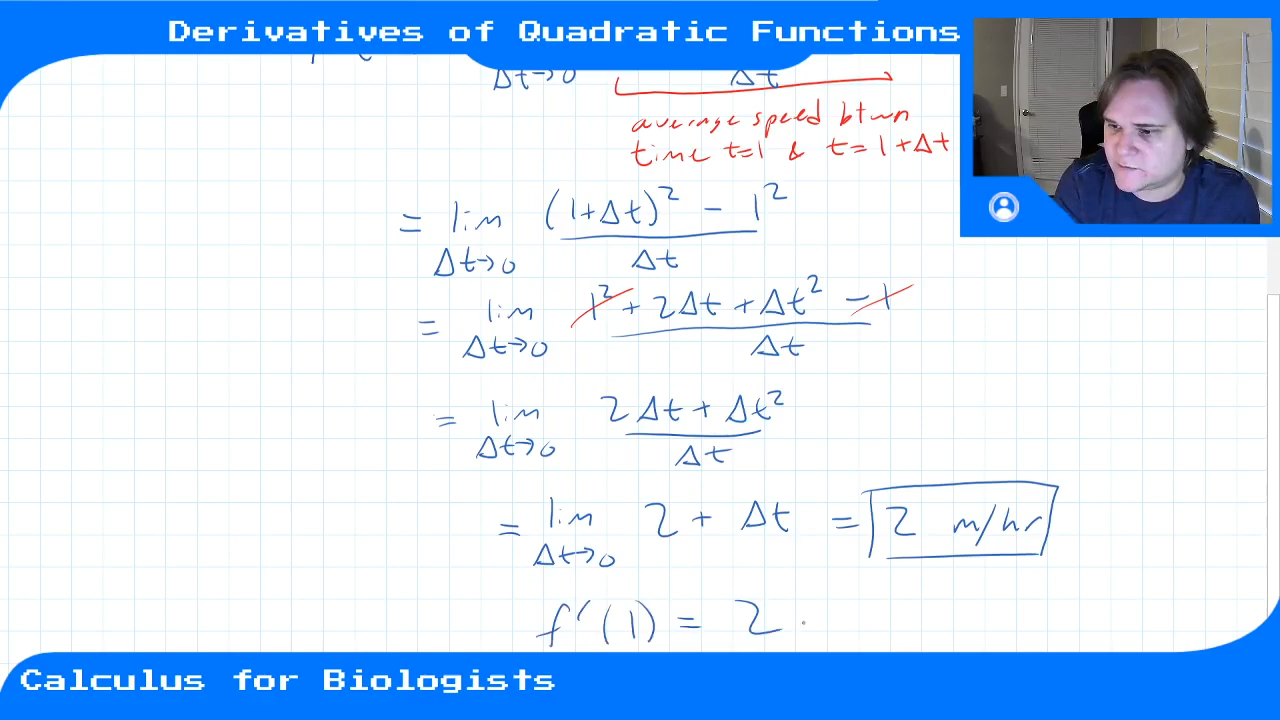 Derivatives of Quadratic Functions
Δt→0 Δt
average speed btwn
time t=1 & t=1+Δt
= lim (1+Δt)² - 1²
Δt→0 Δt
= lim 1² + 2Δt + Δt² - 1
Δt→0 Δt
= lim 2Δt + Δt²
Δt→0 Δt
= lim 2 + Δt = 2 m/hr
Δt→0
f'(1) = 2
Calculus for Biologists